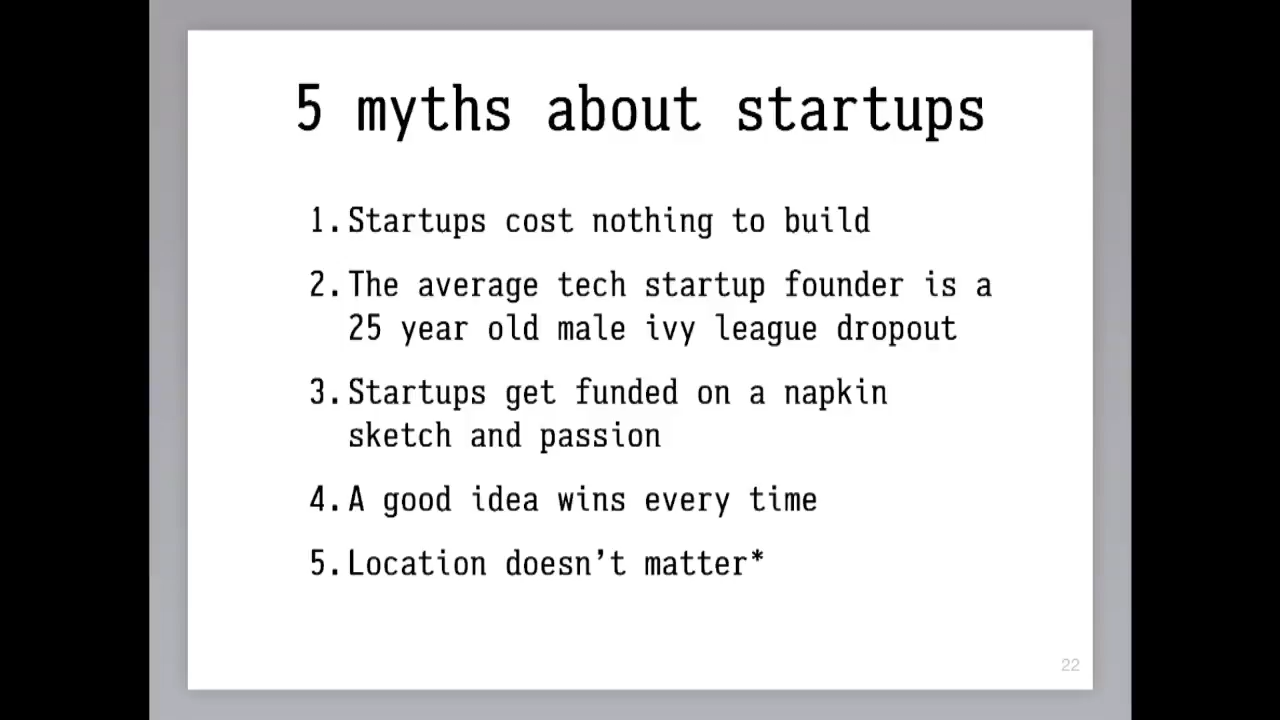 5 myths about startups
1. Startups cost nothing to build
2. The average tech startup founder is a
25 year old male ivy league dropout
3. Startups get funded on a napkin
sketch and passion
4. A good idea wins every time
5. Location doesn’t matter*
22